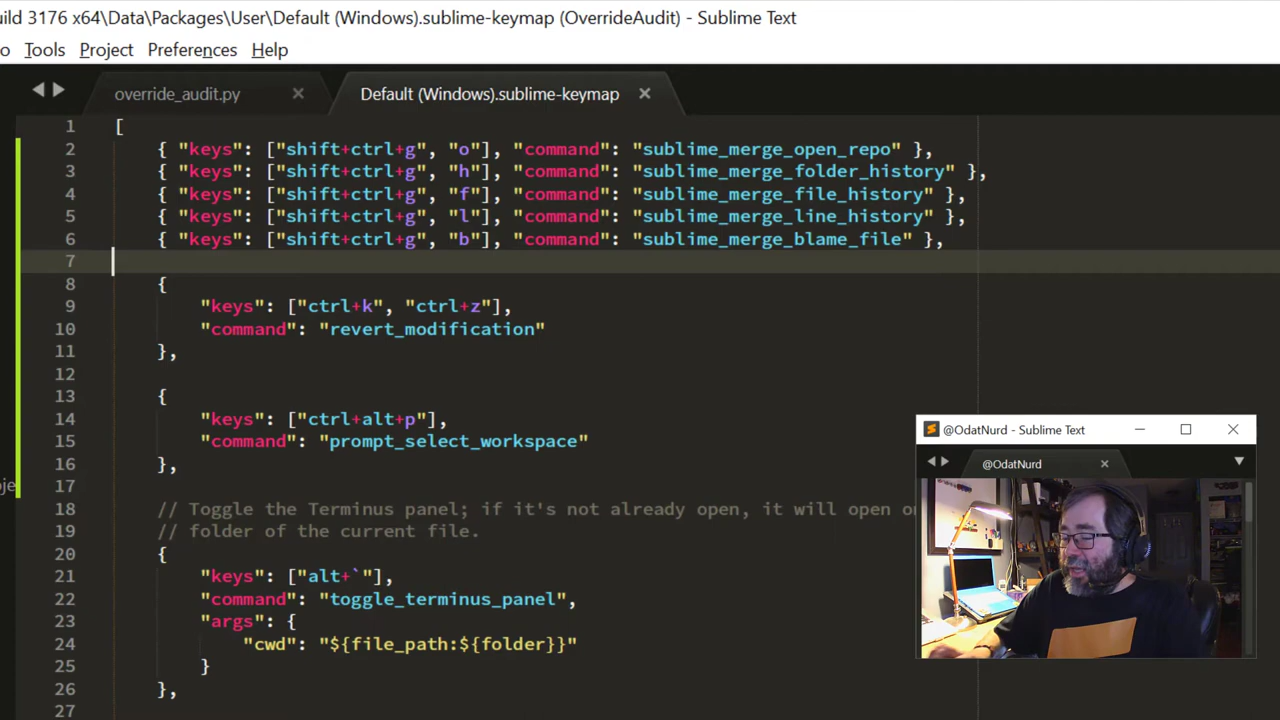 uild 3176 x64\Data\Packages\User\Default (Windows).sublime-keymap (OverrideAudit) - Sublime Text
o Tools Project Preferences Help
override_audit.py
Default (Windows).sublime-keymap
1 [
2 { "keys": ["shift+ctrl+g", "o"], "command": "sublime_merge_open_repo" },
3 { "keys": ["shift+ctrl+g", "h"], "command": "sublime_merge_folder_history" },
4 { "keys": ["shift+ctrl+g", "f"], "command": "sublime_merge_file_history" },
5 { "keys": ["shift+ctrl+g", "l"], "command": "sublime_merge_line_history" },
6 { "keys": ["shift+ctrl+g", "b"], "command": "sublime_merge_blame_file" },
7
8 {
9 "keys": ["ctrl+k", "ctrl+z"],
10 "command": "revert_modification"
11 },
12
13 {
14 "keys": ["ctrl+alt+p"],
15 "command": "prompt_select_workspace"
16 },
17
18 // Toggle the Terminus panel; if it's not already open, it will open on
19 // folder of the current file.
20 {
21 "keys": ["alt+`"],
22 "command": "toggle_terminus_panel",
23 "args": {
24 "cwd": "${file_path:${folder}}"
25 }
26 },
27
oje
@OdatNurd - Sublime Text
@OdatNurd